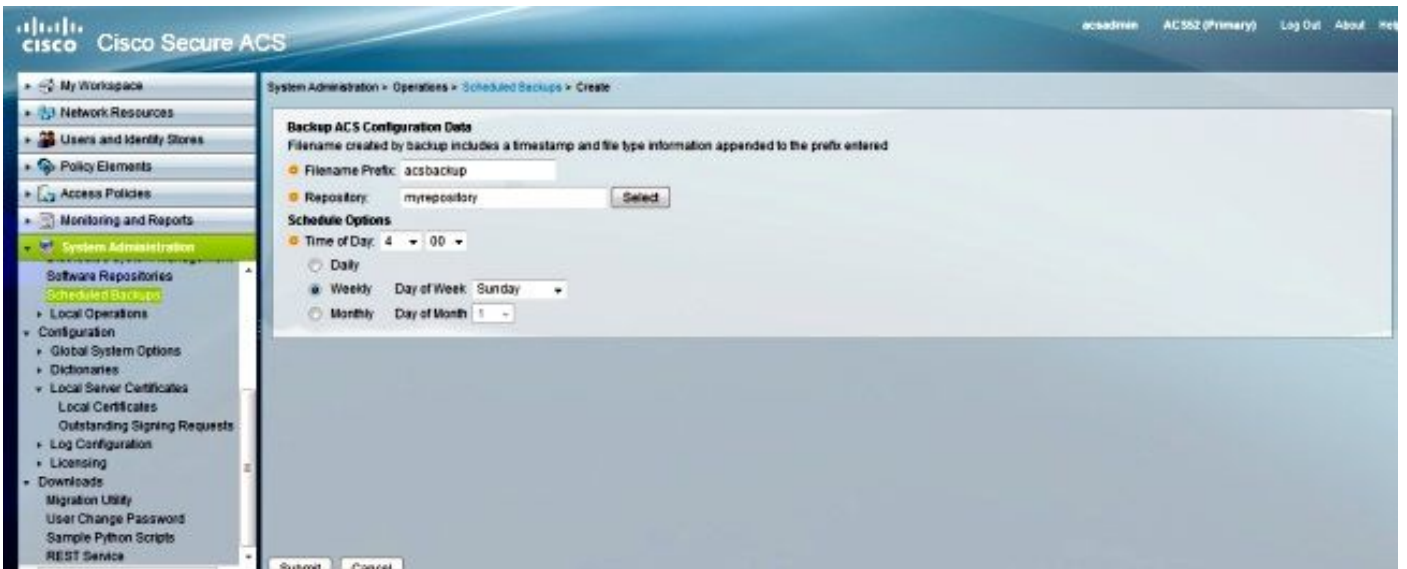 CISCO Cisco Secure ACS
acsadmin ACS52 (Primary) Log Out About Help
My Workspace
Network Resources
Users and Identity Stores
Policy Elements
Access Policies
Monitoring and Reports
System Administration
Software Repositories
Scheduled Backups
Local Operations
Configuration
Global System Options
Dictionaries
Local Server Certificates
Local Certificates
Outstanding Signing Requests
Log Configuration
Licensing
Downloads
Migration Utility
User Change Password
Sample Python Scripts
REST Service
System Administration > Operations > Scheduled Backups > Create
Backup ACS Configuration Data
Filename created by backup includes a timestamp and file type information appended to the prefix entered
Filename Prefix: acsbackup
Repository: myrepository Select
Schedule Options
Time of Day: 4 00
Daily
Weekly Day of Week Sunday
Monthly Day of Month 1
Submit Cancel